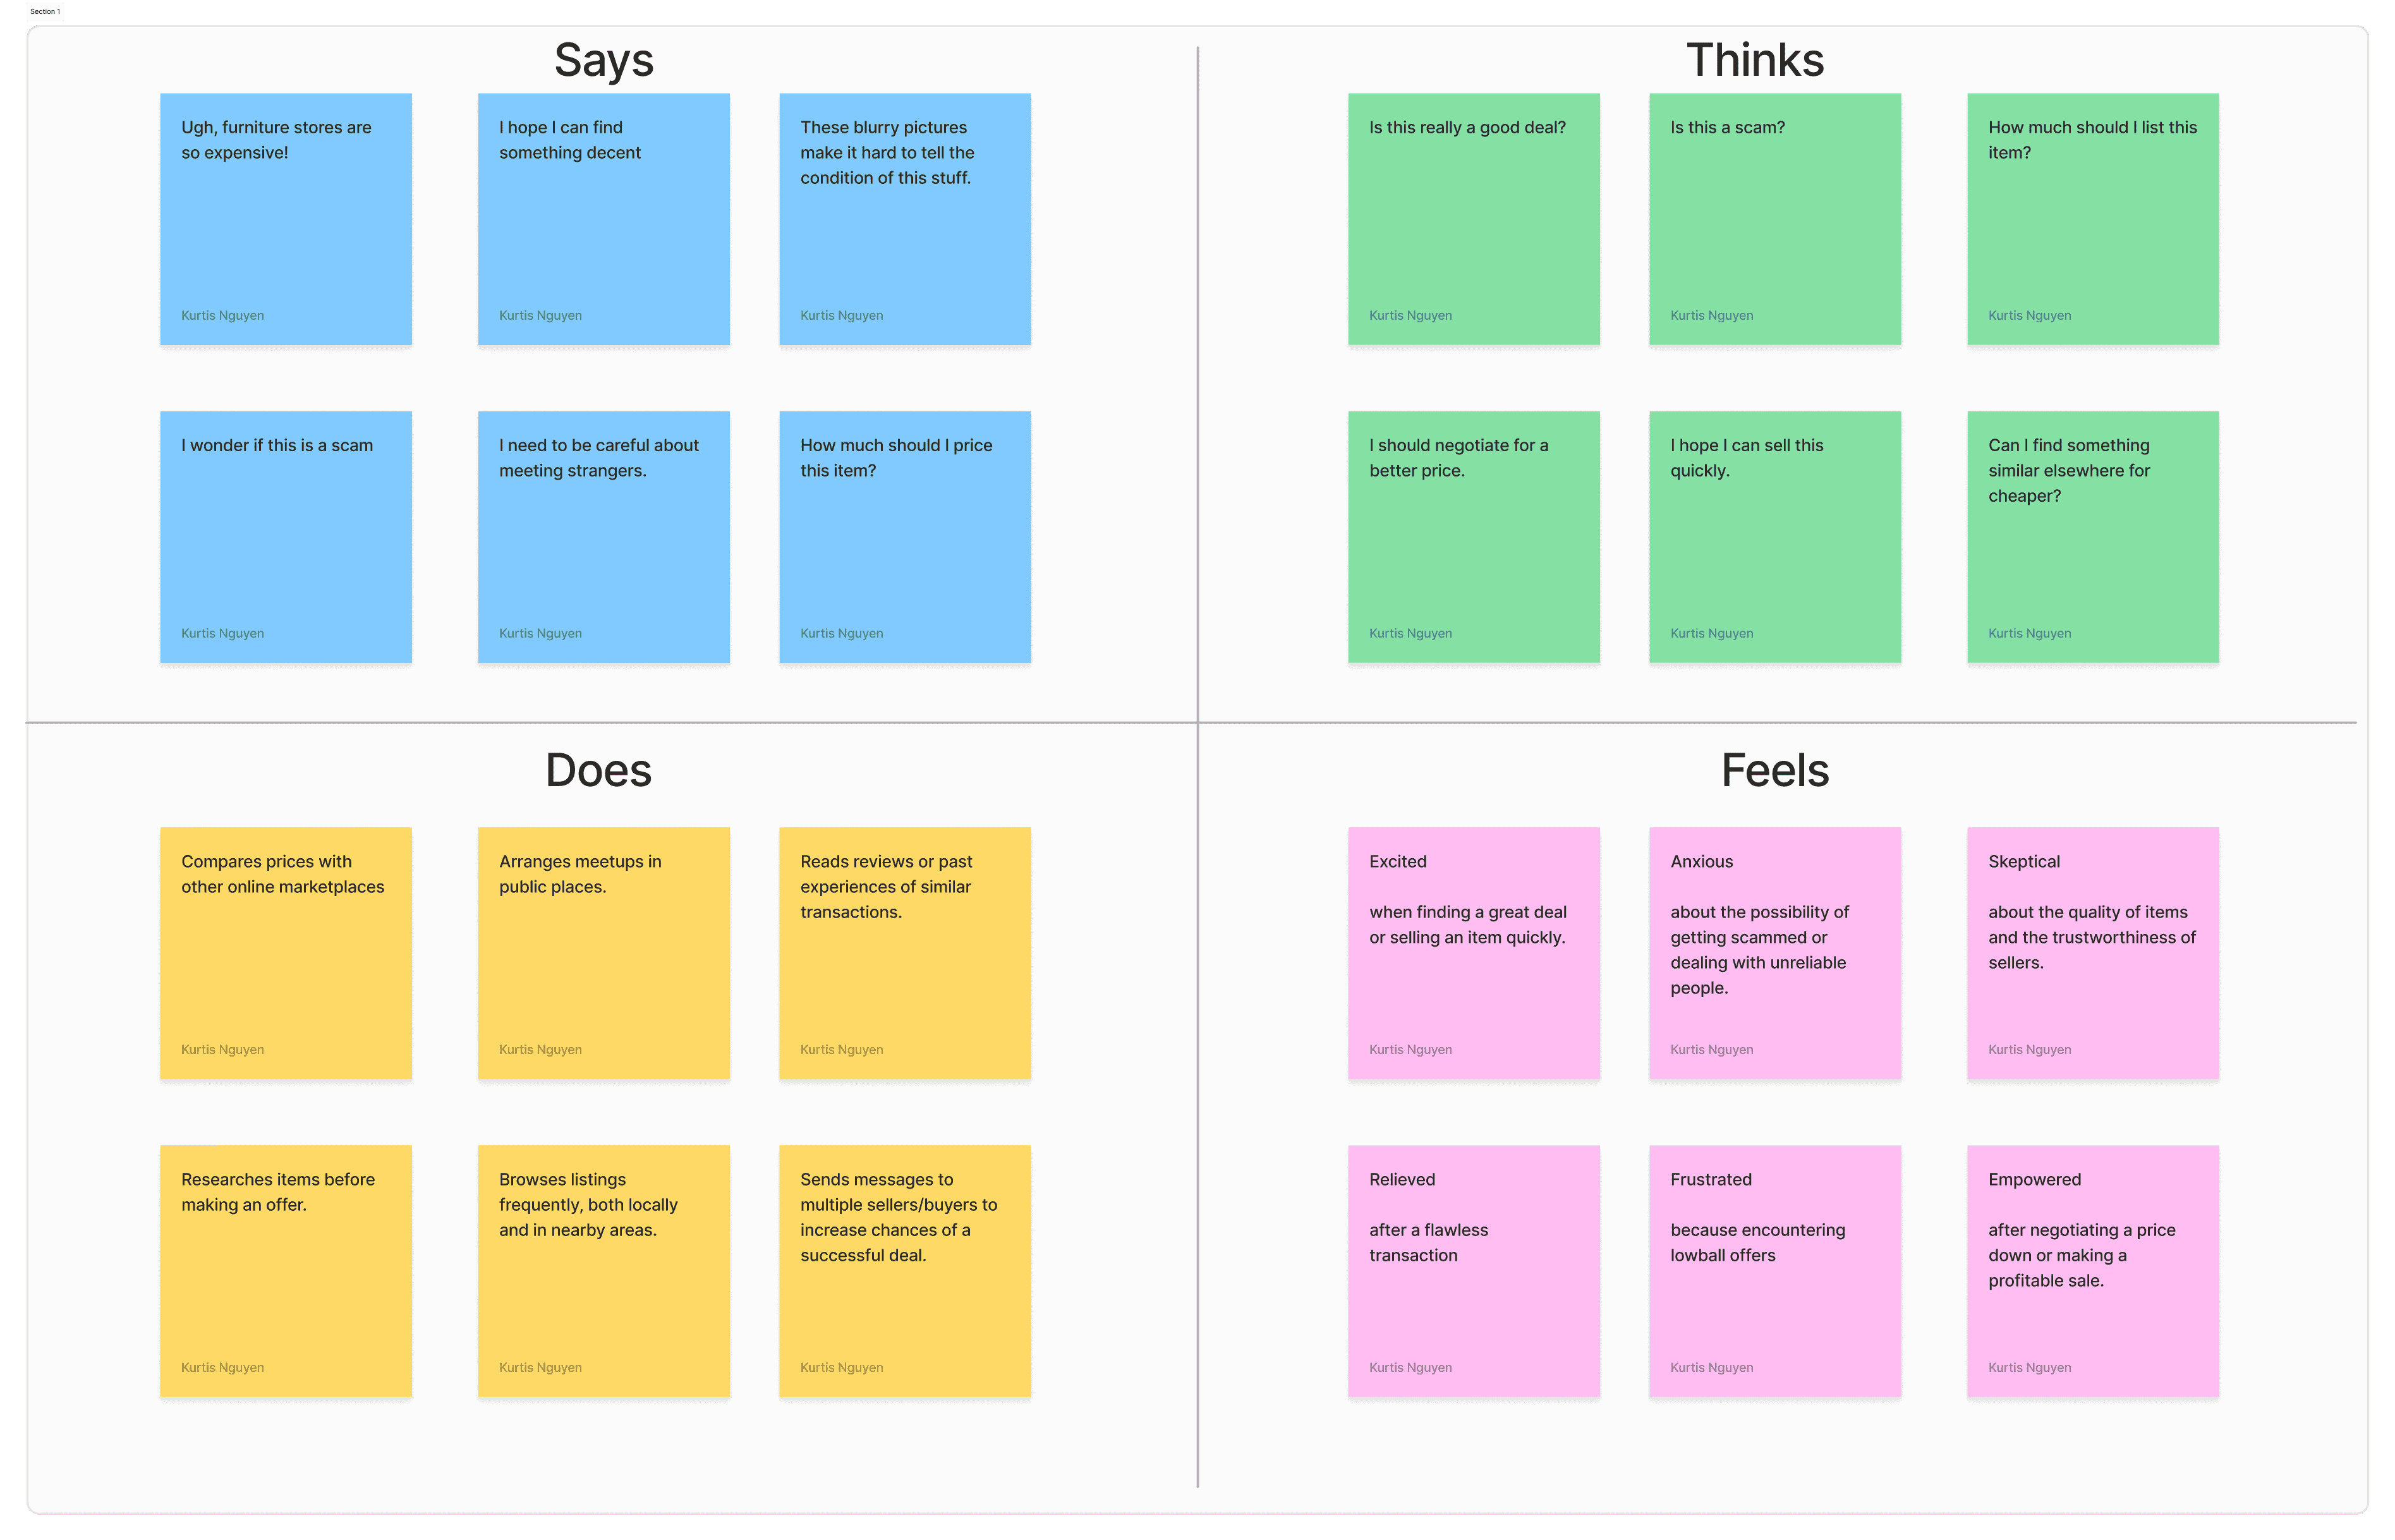 Section 1
Says
Ugh, furniture stores are
so expensive!
Kurtis Nguyen
I hope I can find
something decent
Kurtis Nguyen
These blurry pictures
make it hard to tell the
condition of this stuff.
Kurtis Nguyen
I wonder if this is a scam
Kurtis Nguyen
I need to be careful about
meeting strangers.
Kurtis Nguyen
How much should I price
this item?
Kurtis Nguyen
Thinks
Is this really a good deal?
Kurtis Nguyen
Is this a scam?
Kurtis Nguyen
How much should I list this
item?
Kurtis Nguyen
I should negotiate for a
better price.
Kurtis Nguyen
I hope I can sell this
quickly.
Kurtis Nguyen
Can I find something
similar elsewhere for
cheaper?
Kurtis Nguyen
Does
Compares prices with
other online marketplaces
Kurtis Nguyen
Arranges meetups in
public places.
Kurtis Nguyen
Reads reviews or past
experiences of similar
transactions.
Kurtis Nguyen
Researches items before
making an offer.
Kurtis Nguyen
Browses listings
frequently, both locally
and in nearby areas.
Kurtis Nguyen
Sends messages to
multiple sellers/buyers to
increase chances of a
successful deal.
Kurtis Nguyen
Feels
Excited
when finding a great deal
or selling an item quickly.
Kurtis Nguyen
Anxious
about the possibility of
getting scammed or
dealing with unreliable
people.
Kurtis Nguyen
Skeptical
about the quality of items
and the trustworthiness of
sellers.
Kurtis Nguyen
Relieved
after a flawless
transaction
Kurtis Nguyen
Frustrated
because encountering
lowball offers
Kurtis Nguyen
Empowered
after negotiating a price
down or making a
profitable sale.
Kurtis Nguyen